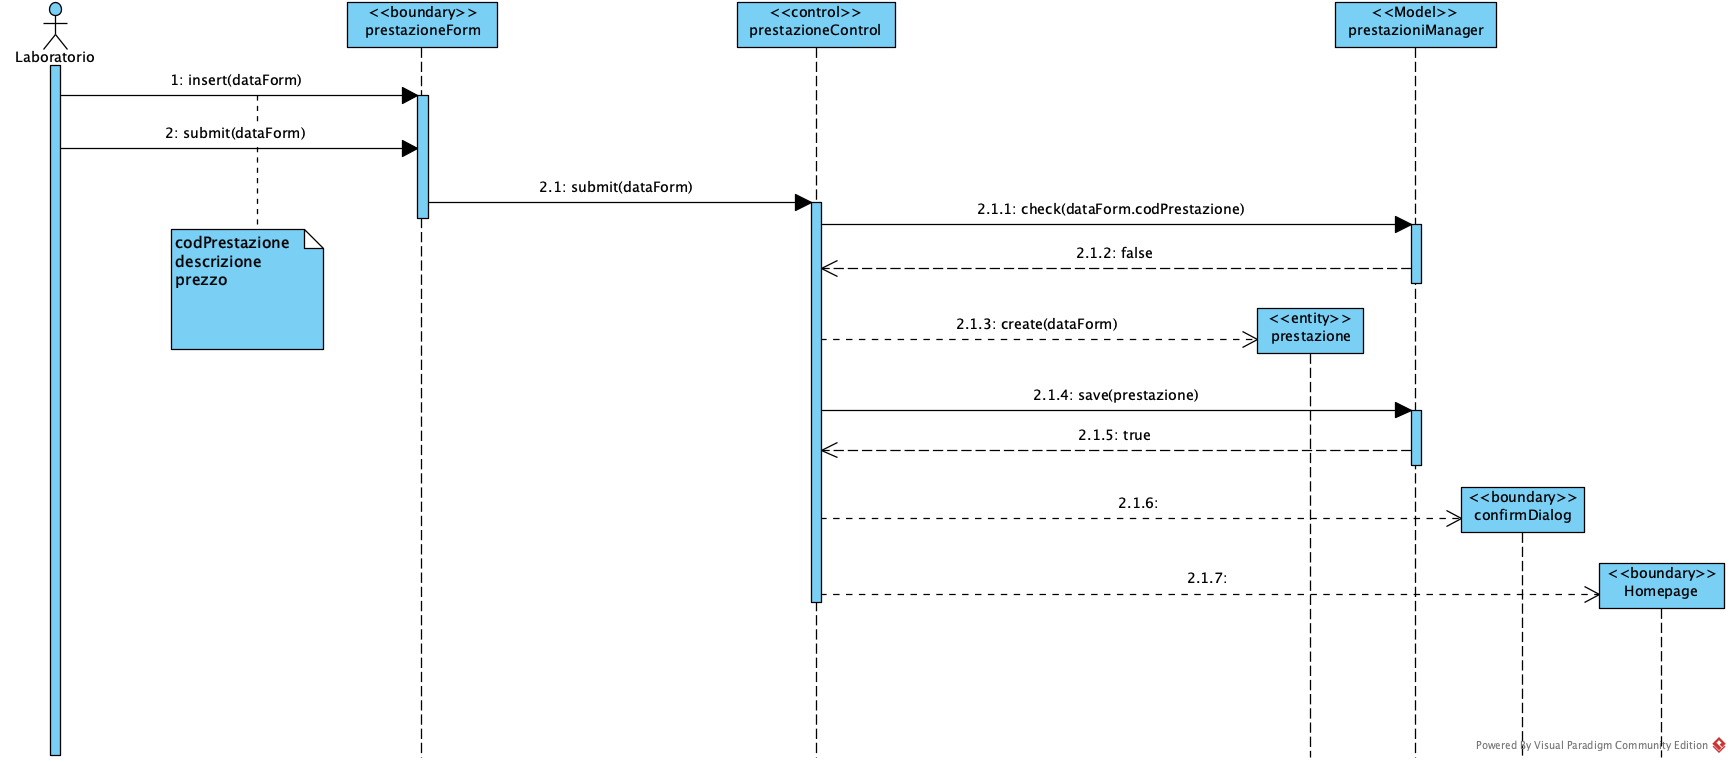 <<boundary>>
prestazioneForm
<<control>>
prestazioneControl
<<Model>>
prestazioniManager
Laboratorio
1: insert(dataForm)
2: submit(dataForm)
2.1: submit(dataForm)
2.1.1: check(dataForm.codPrestazione)
codPrestazione
descrizione
prezzo
2.1.2: false
2.1.3: create(dataForm)
<<entity>>
prestazione
2.1.4: save(prestazione)
2.1.5: true
2.1.6:
<<boundary>>
confirmDialog
2.1.7:
<<boundary>>
Homepage
Powered By Visual Paradigm Community Edition